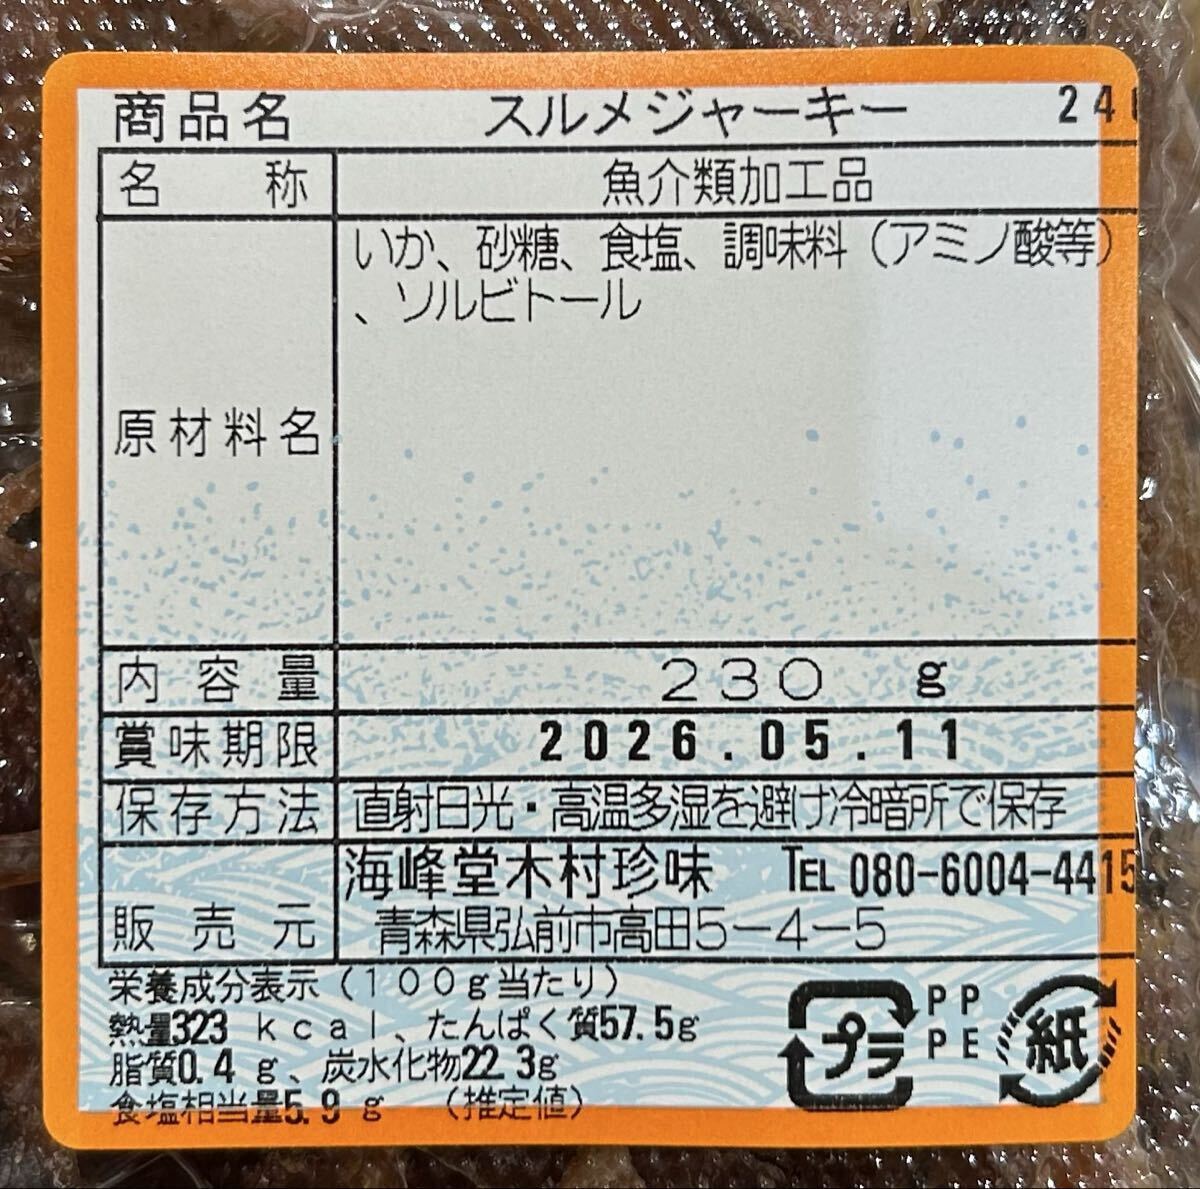 商品名 スルメジャーキー 24
名称 魚介類加工品
原材料名 いか、砂糖、食塩、調味料（アミノ酸等）
、ソルビトール
内容量 230 g
賞味期限 2026.05.11
保存方法 直射日光・高温多湿を避け冷暗所で保存
販売元 海峰堂木村珍味 TEL 080-6004-4415
青森県弘前市高田5-4-5
栄養成分表示（100g当たり）
熱量323 kcal、たんぱく質57.5g
脂質0.4 g、炭水化物22.3g
食塩相当量5.9 g （推定値）
プラ PP
PE
紙